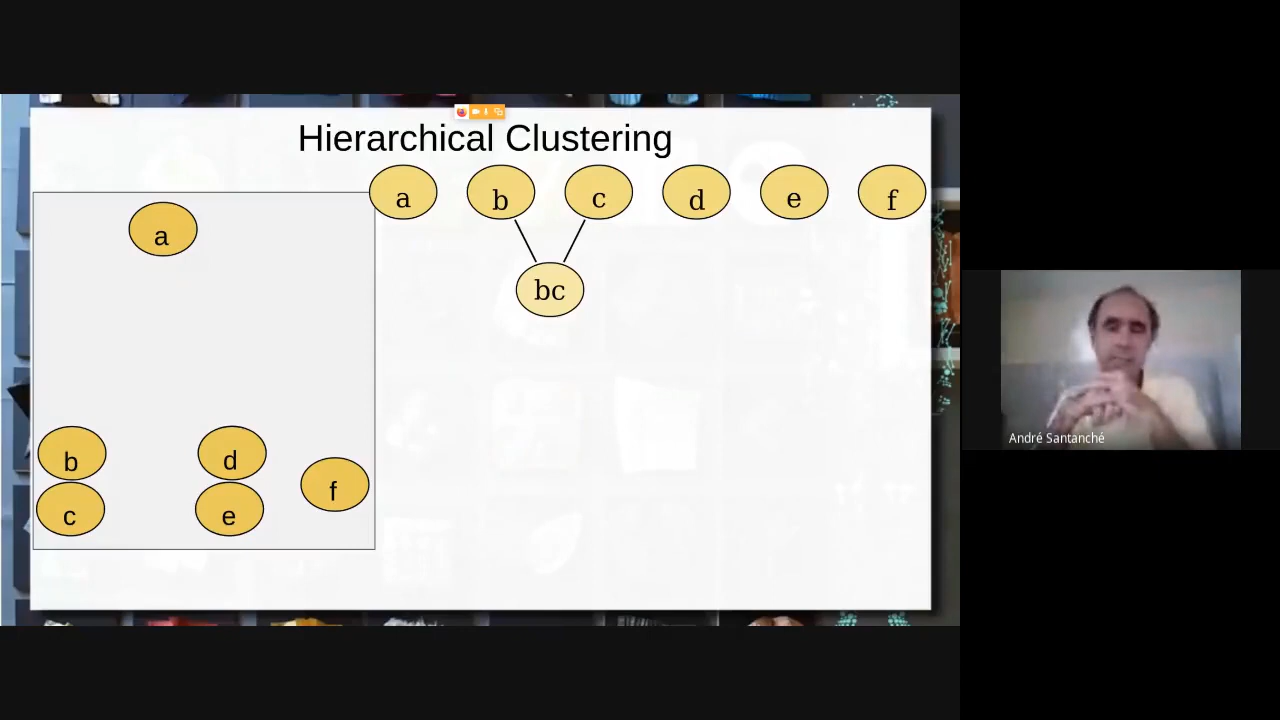 Hierarchical Clustering
a b c d e f
bc
a
b d
f
c e
André Santanché